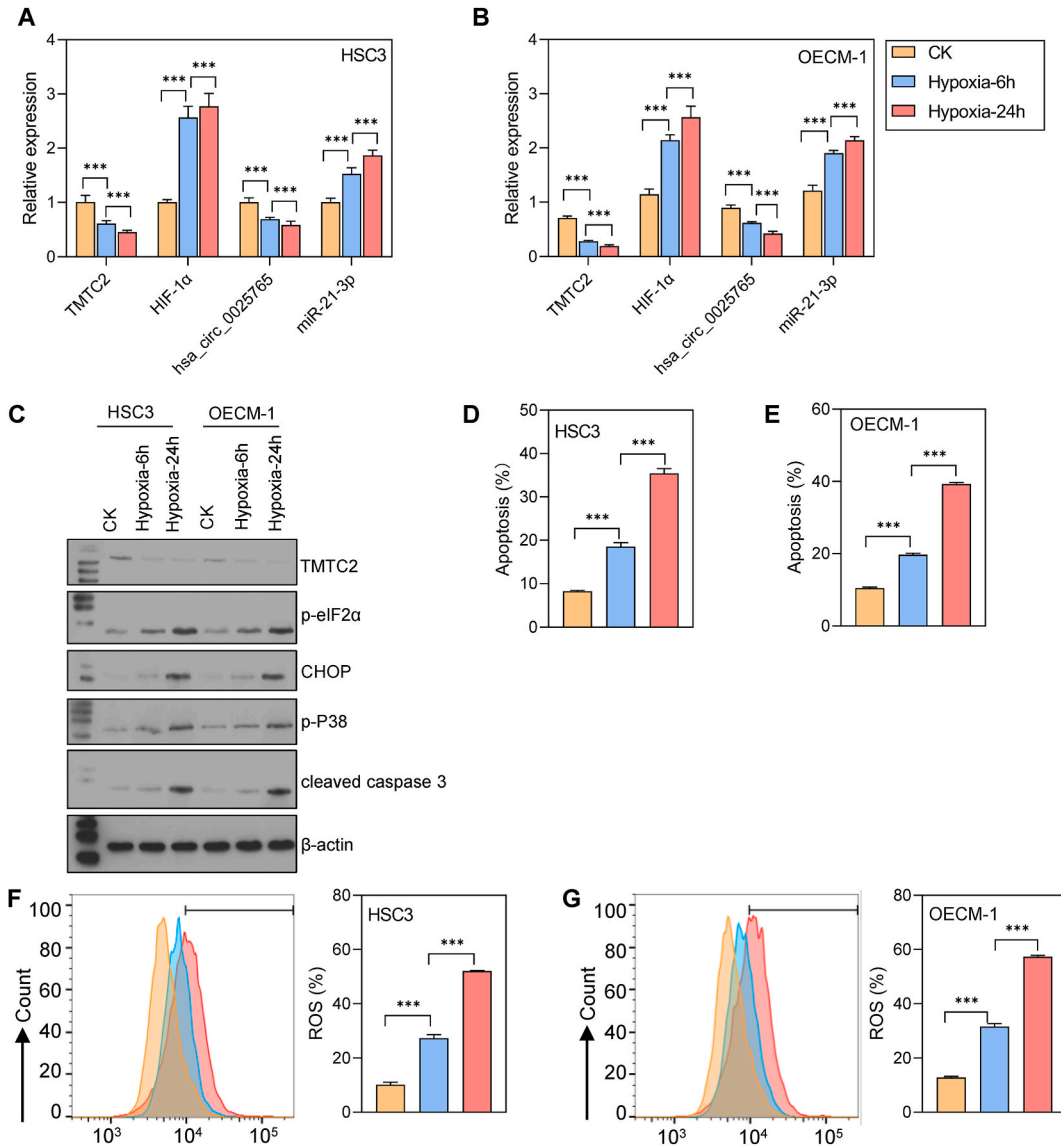 A
HSC3
Relative expression
4
3
2
1
0
***
***
***
***
***
***
***
***
TMTC2
HIF-1α
hsa_circ_0025765
miR-21-3p
B
OECM-1
Relative expression
4
3
2
1
0
***
***
***
***
***
***
***
***
TMTC2
HIF-1α
hsa_circ_0025765
miR-21-3p
CK
Hypoxia-6h
Hypoxia-24h
C
HSC3
OECM-1
CK
Hypoxia-6h
Hypoxia-24h
CK
Hypoxia-6h
Hypoxia-24h
TMTC2
p-eIF2α
CHOP
p-P38
cleaved caspase 3
β-actin
D
HSC3
Apoptosis (%)
50
40
30
20
10
0
***
***
E
OECM-1
Apoptosis (%)
60
40
20
0
***
***
F
Count
100
80
60
40
20
0
10³
10⁴
10⁵
HSC3
ROS (%)
80
60
40
20
0
***
***
G
Count
100
80
60
40
20
0
10³
10⁴
10⁵
OECM-1
ROS (%)
80
60
40
20
0
***
***